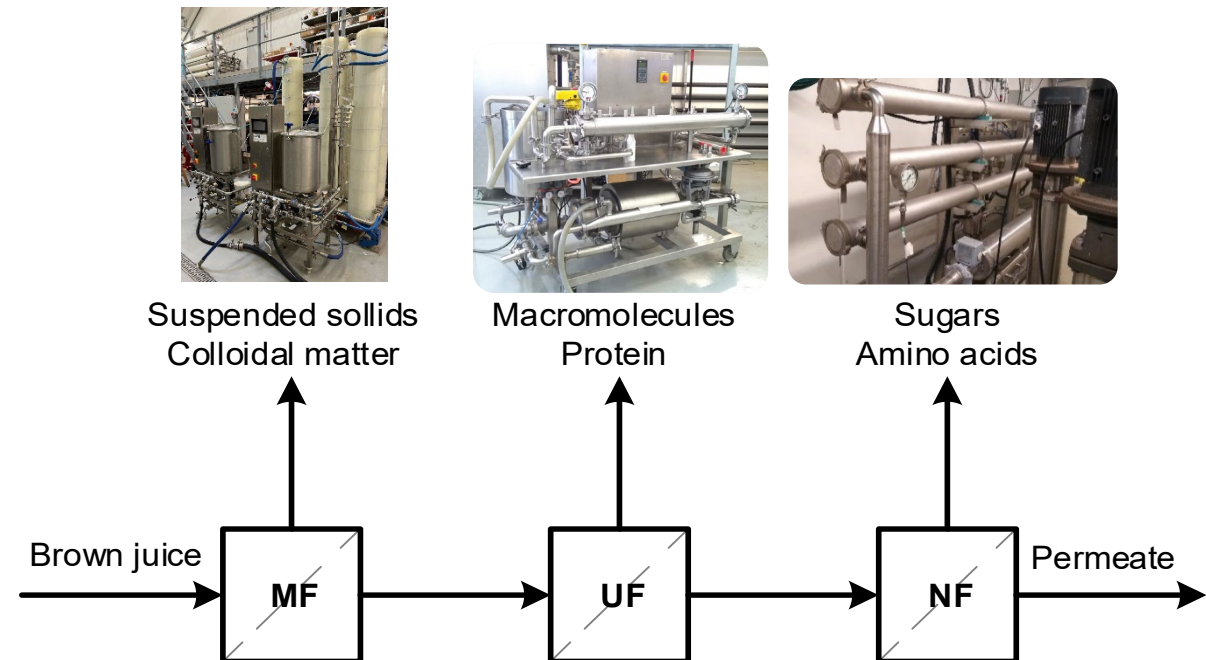 Suspended sollids
Colloidal matter
Macromolecules
Protein
Sugars
Amino acids
Brown juice
MF
UF
NF
Permeate